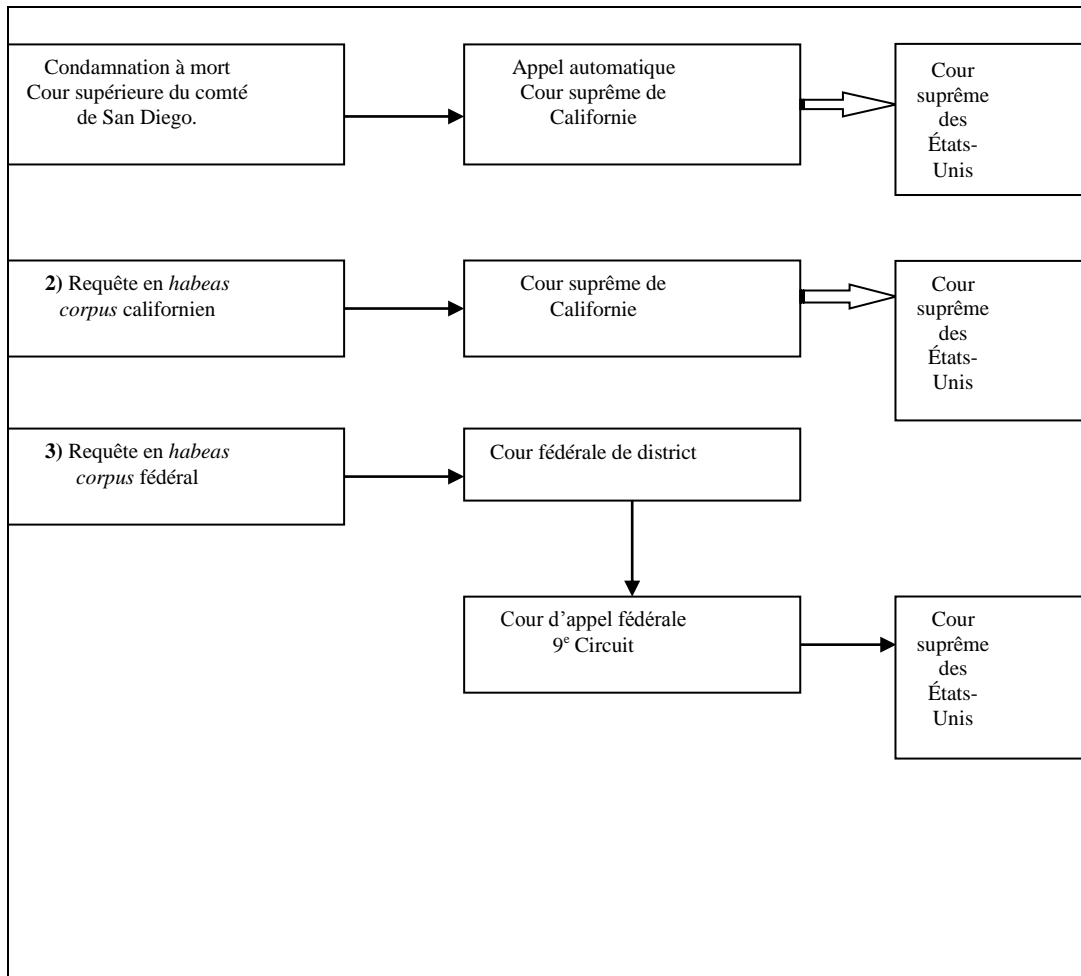 Condamnation à mort
Cour supérieure du comté
de San Diego.
Appel automatique
Cour suprême de
Californie
Cour
suprême
des
États-
Unis
2) Requête en habeas
corpus californien
Cour suprême de
Californie
Cour
suprême
des
États-
Unis
3) Requête en habeas
corpus fédéral
Cour fédérale de district
Cour d’appel fédérale
9e Circuit
Cour
suprême
des
États-
Unis